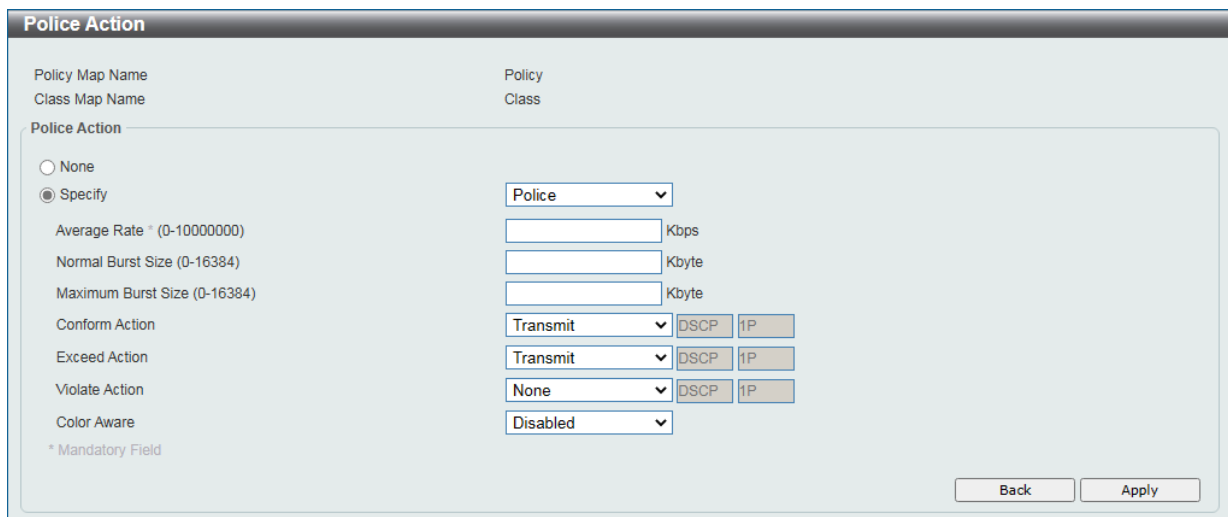 Police Action
Policy Map Name Policy
Class Map Name Class
Police Action
None
Specify Police
Average Rate * (0-10000000) Kbps
Normal Burst Size (0-16384) Kbyte
Maximum Burst Size (0-16384) Kbyte
Conform Action Transmit DSCP 1P
Exceed Action Transmit DSCP 1P
Violate Action None DSCP 1P
Color Aware Disabled
* Mandatory Field
Back Apply